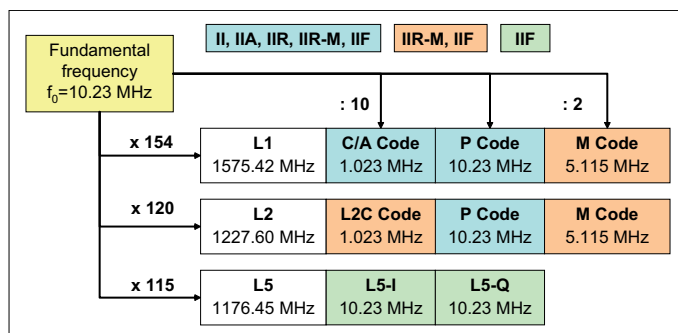 II, IIA, IIR, IIR-M, IIF
IIR-M, IIF
IIF
Fundamental
frequency
f₀=10.23 MHz
: 10
: 2
x 154
L1
1575.42 MHz
C/A Code
1.023 MHz
P Code
10.23 MHz
M Code
5.115 MHz
x 120
L2
1227.60 MHz
L2C Code
1.023 MHz
P Code
10.23 MHz
M Code
5.115 MHz
x 115
L5
1176.45 MHz
L5-I
10.23 MHz
L5-Q
10.23 MHz